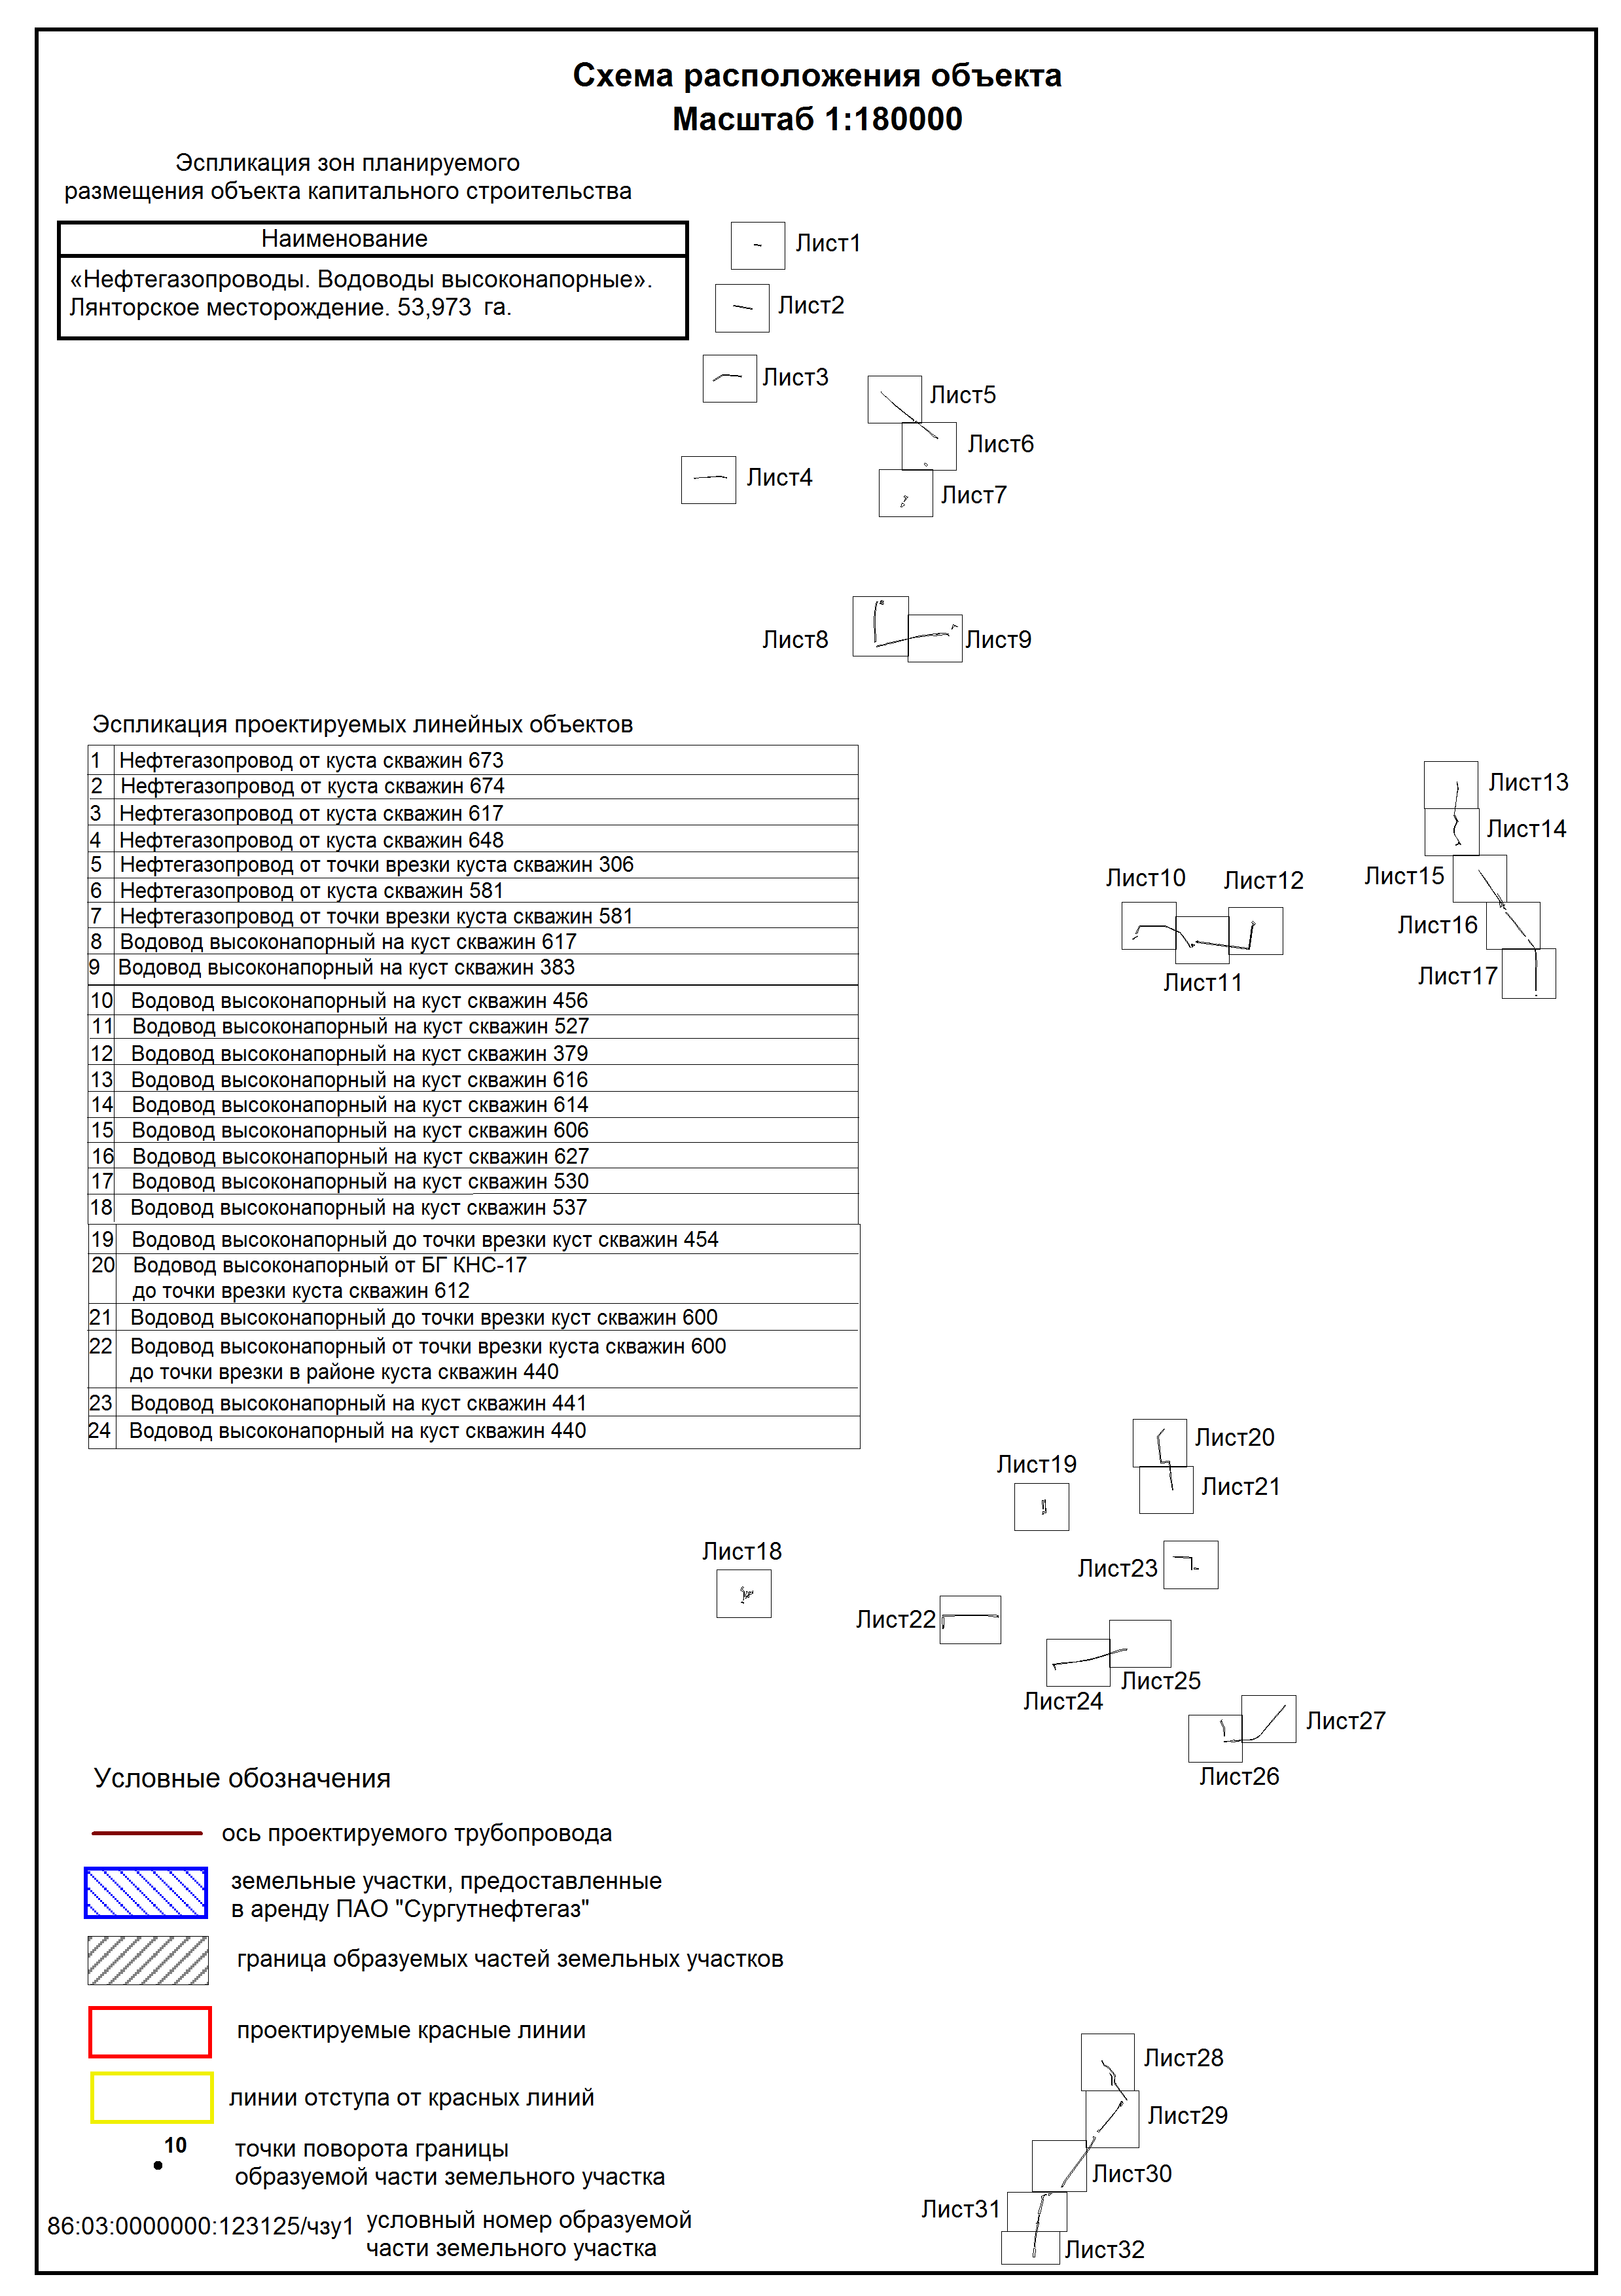 Схема расположения объекта
Масштаб 1:180000
Эспликация зон планируемого
размещения объекта капитального строительства
Наименование
«Нефтегазопроводы. Водоводы высоконапорные».
Лянторское месторождение. 53,973 га.
Лист1
Лист2
Лист3
Лист5
Лист6
Лист4
Лист7
Лист8
Лист9
Эспликация проектируемых линейных объектов
1 Нефтегазопровод от куста скважин 673
2 Нефтегазопровод от куста скважин 674
3 Нефтегазопровод от куста скважин 617
4 Нефтегазопровод от куста скважин 648
5 Нефтегазопровод от точки врезки куста скважин 306
6 Нефтегазопровод от куста скважин 581
7 Нефтегазопровод от точки врезки куста скважин 581
8 Водовод высоконапорный на куст скважин 617
9 Водовод высоконапорный на куст скважин 383
10 Водовод высоконапорный на куст скважин 456
11 Водовод высоконапорный на куст скважин 527
12 Водовод высоконапорный на куст скважин 379
13 Водовод высоконапорный на куст скважин 616
14 Водовод высоконапорный на куст скважин 614
15 Водовод высоконапорный на куст скважин 606
16 Водовод высоконапорный на куст скважин 627
17 Водовод высоконапорный на куст скважин 530
18 Водовод высоконапорный на куст скважин 537
19 Водовод высоконапорный до точки врезки куст скважин 454
20 Водовод высоконапорный от БГ КНС-17
до точки врезки куста скважин 612
21 Водовод высоконапорный до точки врезки куст скважин 600
22 Водовод высоконапорный от точки врезки куста скважин 600
до точки врезки в районе куста скважин 440
23 Водовод высоконапорный на куст скважин 441
24 Водовод высоконапорный на куст скважин 440
Лист13
Лист14
Лист15
Лист10
Лист12
Лист16
Лист17
Лист11
Лист20
Лист19
Лист21
Лист18
Лист23
Лист22
Лист25
Лист24
Лист27
Лист26
Условные обозначения
ось проектируемого трубопровода
земельные участки, предоставленные
в аренду ПАО "Сургутнефтегаз"
граница образуемых частей земельных участков
проектируемые красные линии
линии отступа от красных линий
10
точки поворота границы
образуемой части земельного участка
86:03:0000000:123125/чзу1
условный номер образуемой
части земельного участка
Лист28
Лист29
Лист30
Лист31
Лист32